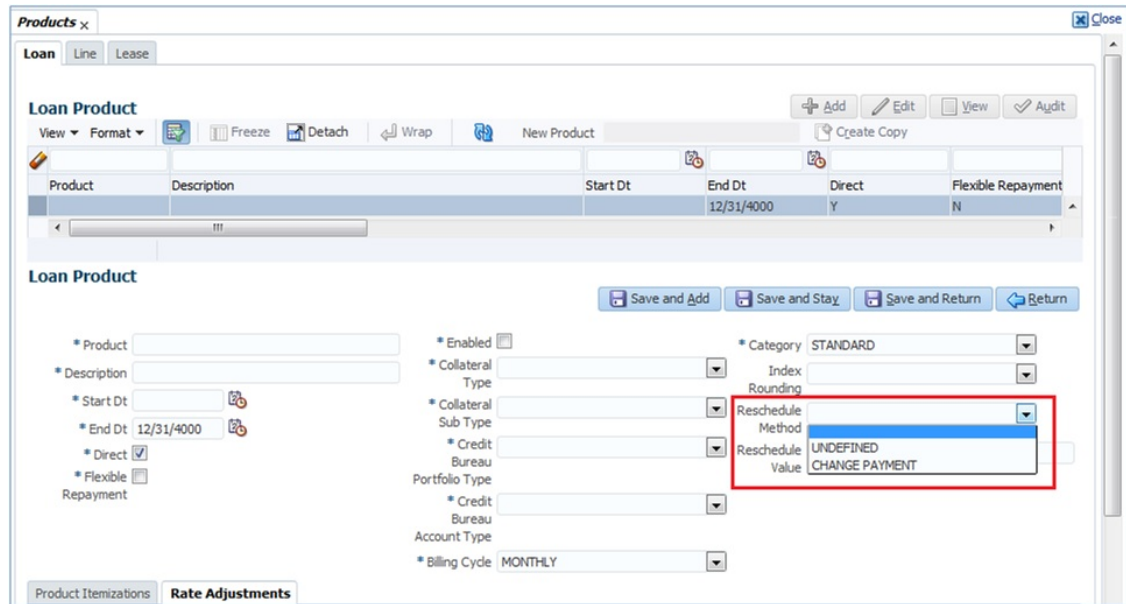 Products x
Close
Loan Line Lease
Loan Product
Add Edit View Audit
View Format Freeze Detach Wrap New Product Create Copy
Product Description Start Dt End Dt Direct Flexible Repayment
12/31/4000 Y N
Loan Product
Save and Add Save and Stay Save and Return Return
* Product
* Description
* Start Dt
* End Dt 12/31/4000
* Direct
* Flexible
Repayment
* Enabled
* Collateral
Type
* Collateral
Sub Type
* Credit
Bureau
Portfolio Type
* Credit
Bureau
Account Type
* Billing Cycle MONTHLY
* Category STANDARD
Index
Rounding
Reschedule
Method
Reschedule
Value
UNDEFINED
CHANGE PAYMENT
Product Itemizations Rate Adjustments